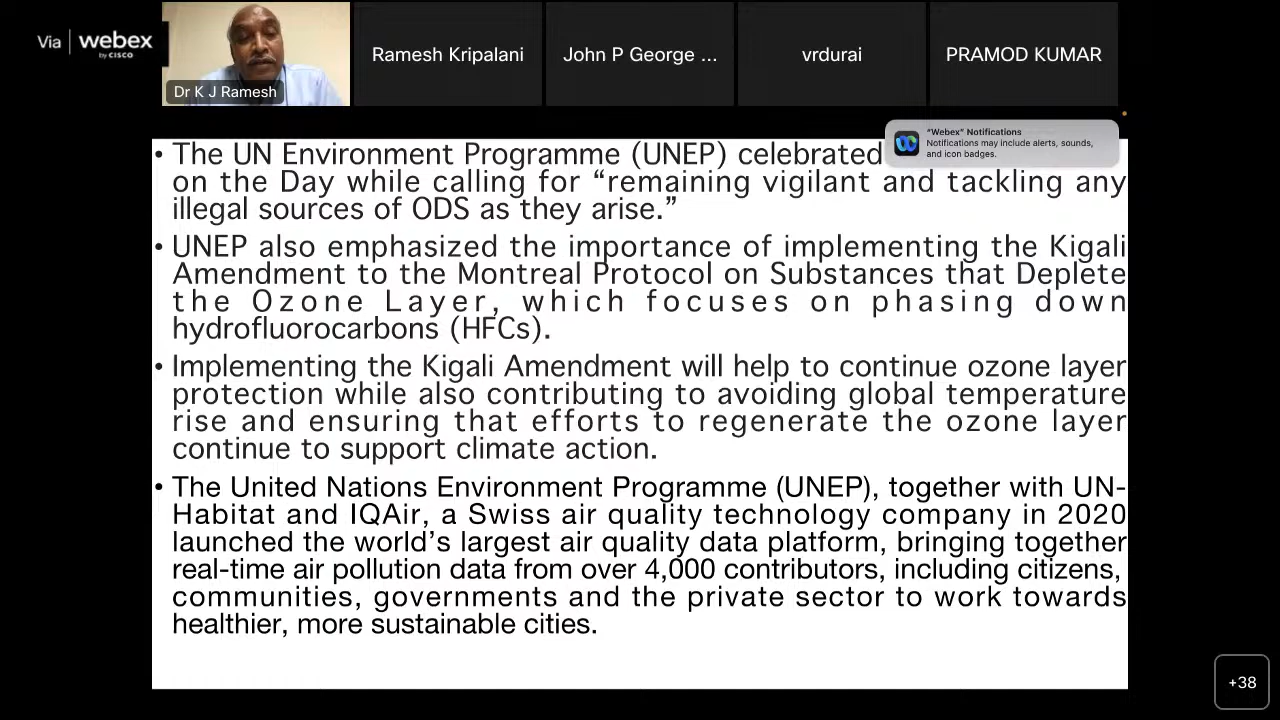 Via | webex
by CISCO
Dr K J Ramesh
Ramesh Kripalani
John P George ...
vrdurai
PRAMOD KUMAR
"Webex" Notifications
Notifications may include alerts, sounds,
and icon badges.
• The UN Environment Programme (UNEP) celebrated
on the Day while calling for “remaining vigilant and tackling any
illegal sources of ODS as they arise.”
• UNEP also emphasized the importance of implementing the Kigali
Amendment to the Montreal Protocol on Substances that Deplete
the Ozone Layer, which focuses on phasing down
hydrofluorocarbons (HFCs).
• Implementing the Kigali Amendment will help to continue ozone layer
protection while also contributing to avoiding global temperature
rise and ensuring that efforts to regenerate the ozone layer
continue to support climate action.
• The United Nations Environment Programme (UNEP), together with UN-
Habitat and IQAir, a Swiss air quality technology company in 2020
launched the world’s largest air quality data platform, bringing together
real-time air pollution data from over 4,000 contributors, including citizens,
communities, governments and the private sector to work towards
healthier, more sustainable cities.
+38